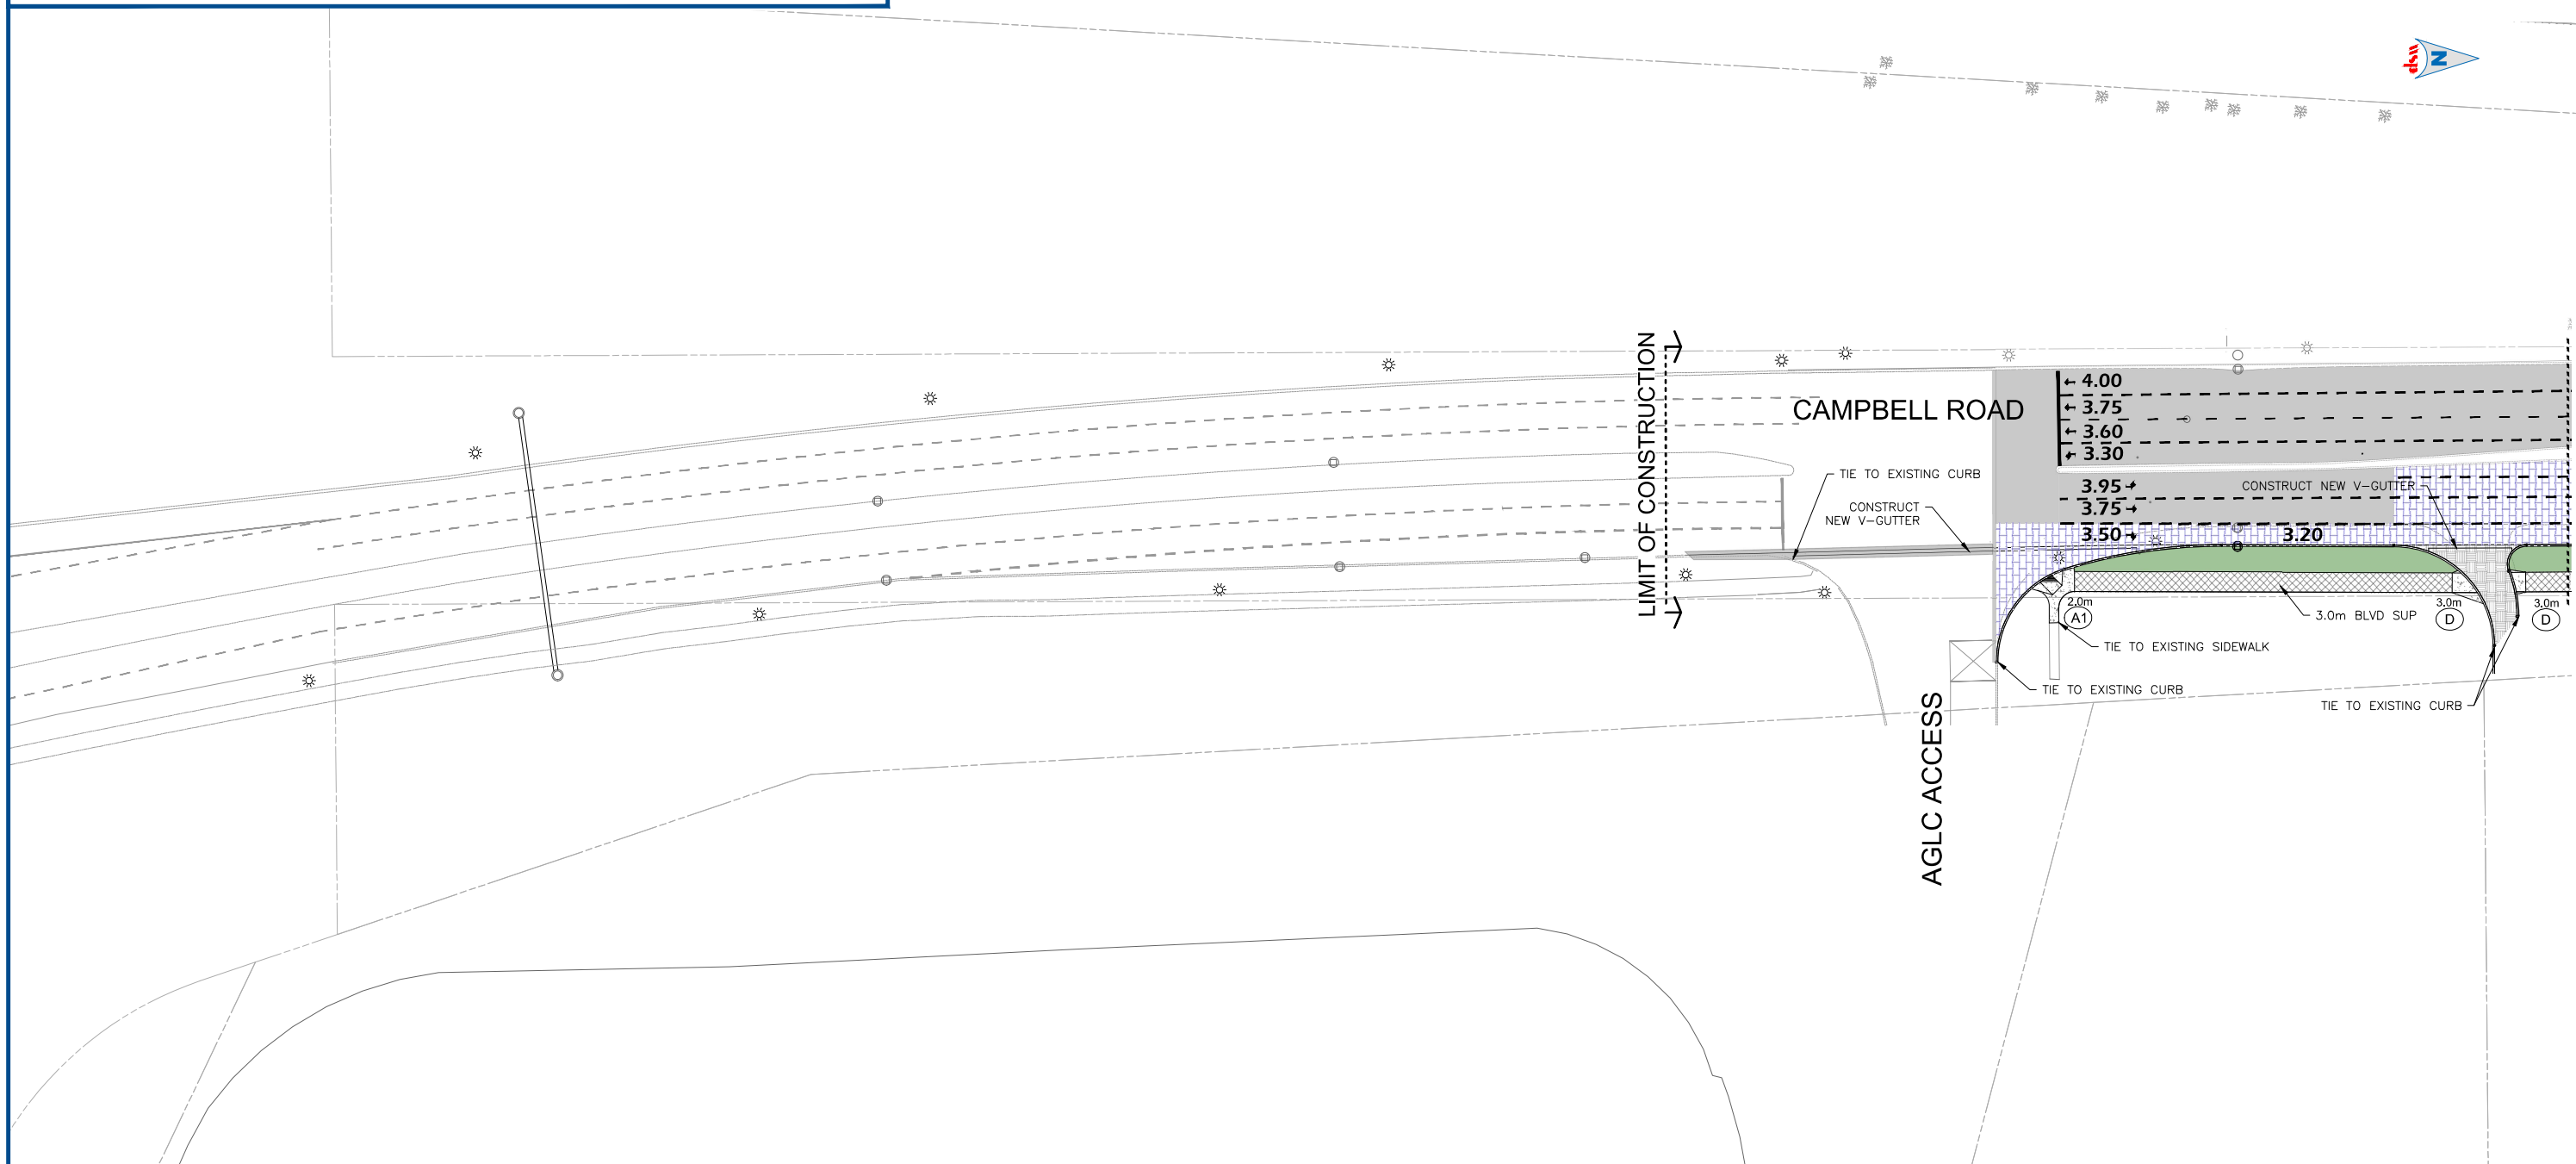 wsp
N
LIMIT OF CONSTRUCTION
CAMPBELL ROAD
4.00
3.75
3.60
3.30
TIE TO EXISTING CURB
CONSTRUCT
NEW V-GUTTER
3.95
3.75
3.50
3.20
CONSTRUCT NEW V-GUTTER
2.0m
A1
3.0m BLVD SUP
3.0m
D
3.0m
D
TIE TO EXISTING SIDEWALK
TIE TO EXISTING CURB
TIE TO EXISTING CURB
AGLC ACCESS